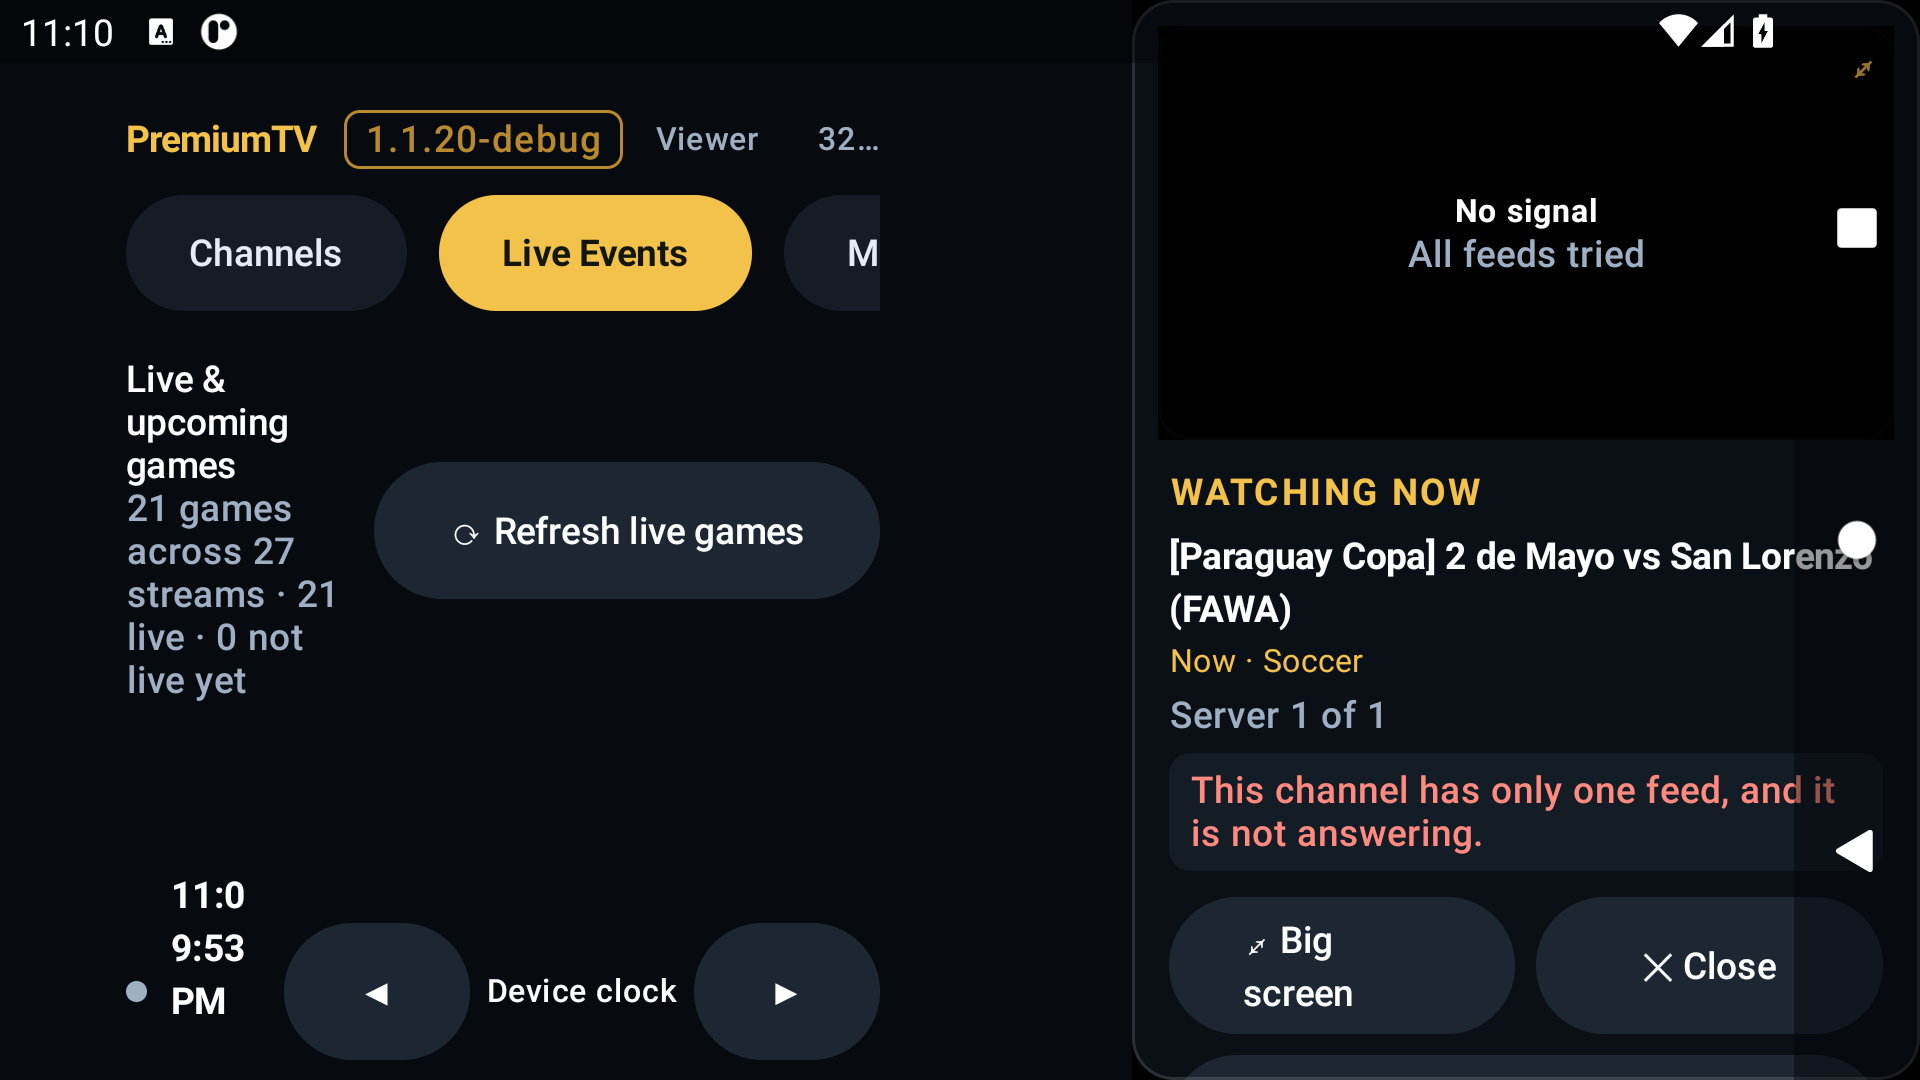 11:10
PremiumTV 1.1.20-debug Viewer 32…
Channels Live Events M
Live &
upcoming
games
21 games
across 27
streams · 21
live · 0 not
live yet
⟳ Refresh live games
11:0
9:53
PM
◀ Device clock ▶
No signal
All feeds tried
WATCHING NOW
[Paraguay Copa] 2 de Mayo vs San Lorenzo
(FAWA)
Now · Soccer
Server 1 of 1
This channel has only one feed, and it
is not answering.
⤢ Big
screen
✕ Close